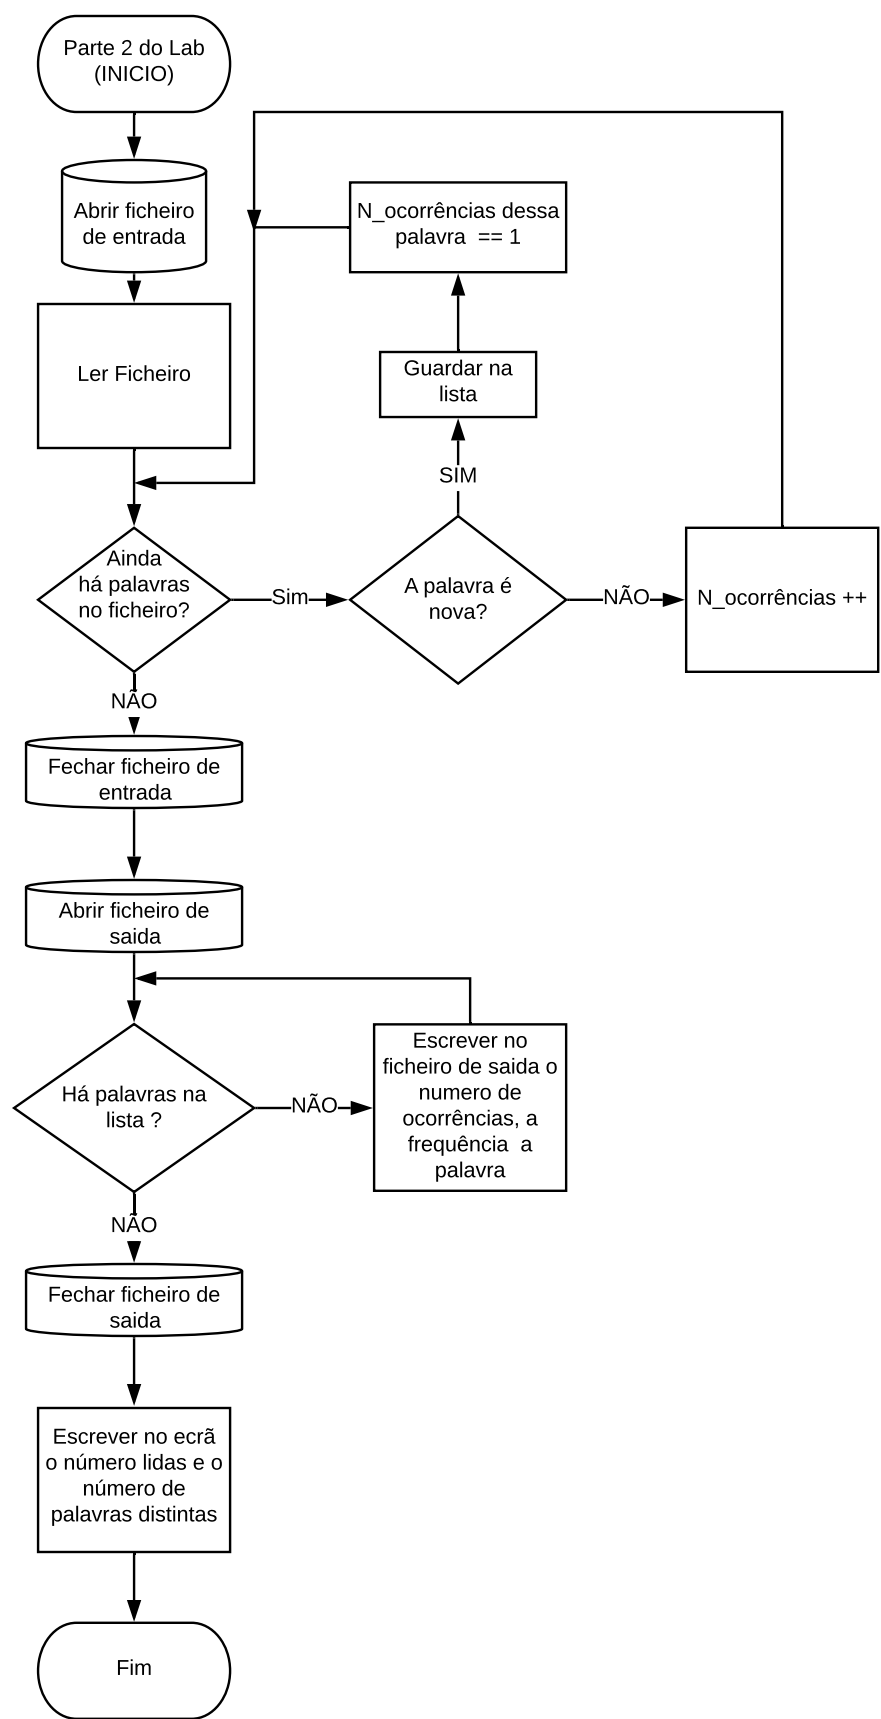 Parte 2 do Lab
(INICIO)
Abrir ficheiro
de entrada
N_ocorrências dessa
palavra == 1
Ler Ficheiro
Guardar na
lista
SIM
Ainda
há palavras
no ficheiro?
Sim
A palavra é
nova?
NÃO
N_ocorrências ++
NÃO
Fechar ficheiro de
entrada
Abrir ficheiro de
saida
Há palavras na
lista ?
NÃO
Escrever no
ficheiro de saida o
numero de
ocorrências, a
frequência a
palavra
NÃO
Fechar ficheiro de
saida
Escrever no ecrã
o número lidas e o
número de
palavras distintas
Fim